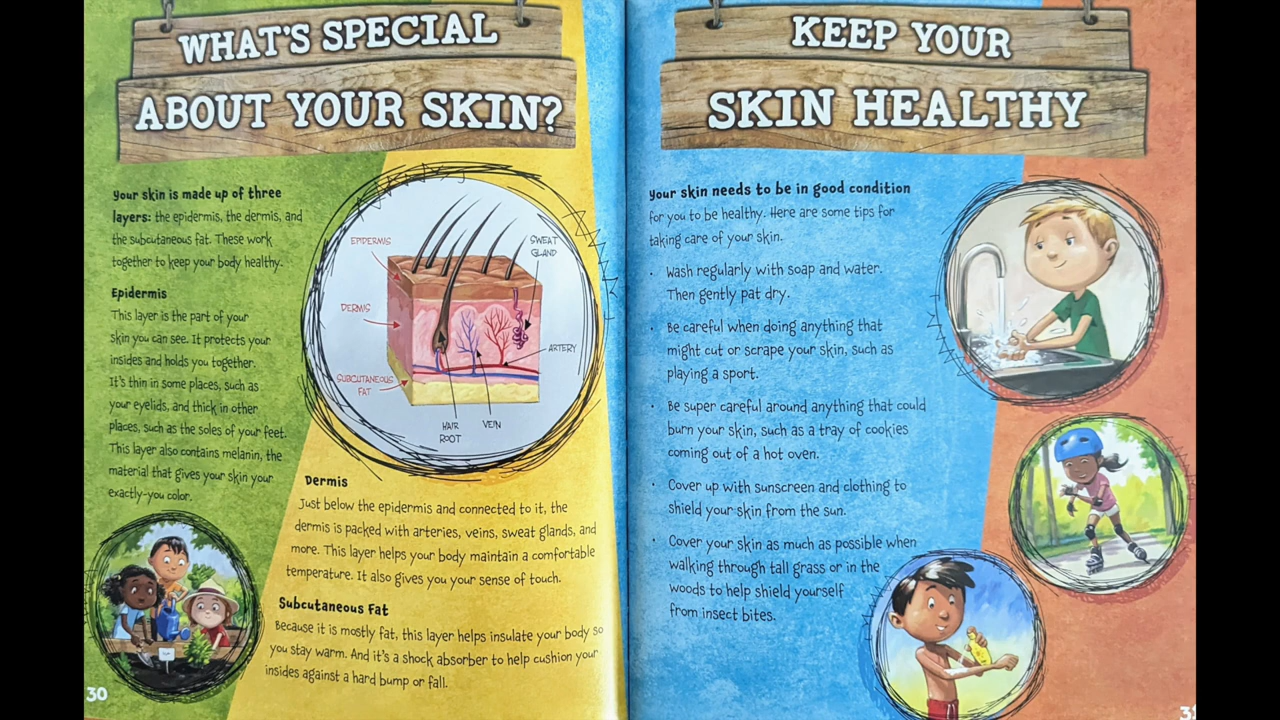 WHAT'S SPECIAL
ABOUT YOUR SKIN?
Your skin is made up of three
layers: the epidermis, the dermis, and
the subcutaneous fat. These work
together to keep your body healthy.
Epidermis
This layer is the part of your
skin you can see. It protects your
insides and holds you together.
It's thin in some places, such as
your eyelids, and thick in other
places, such as the soles of your feet.
This layer also contains melanin, the
material that gives your skin your
exactly-you color.
EPIDERMIS
SWEAT
GLAND
DERMIS
ARTERY
SUBCUTANEOUS
FAT
HAIR
ROOT
VEIN
Dermis
Just below the epidermis and connected to it, the
dermis is packed with arteries, veins, sweat glands, and
more. This layer helps your body maintain a comfortable
temperature. It also gives you your sense of touch.
Subcutaneous Fat
Because it is mostly fat, this layer helps insulate your body so
you stay warm. And it's a shock absorber to help cushion your
insides against a hard bump or fall.
30
KEEP YOUR
SKIN HEALTHY
Your skin needs to be in good condition
for you to be healthy. Here are some tips for
taking care of your skin.
• Wash regularly with soap and water.
Then gently pat dry.
• Be careful when doing anything that
might cut or scrape your skin, such as
playing a sport.
• Be super careful around anything that could
burn your skin, such as a tray of cookies
coming out of a hot oven.
• Cover up with sunscreen and clothing to
shield your skin from the sun.
• Cover your skin as much as possible when
walking through tall grass or in the
woods to help shield yourself
from insect bites.